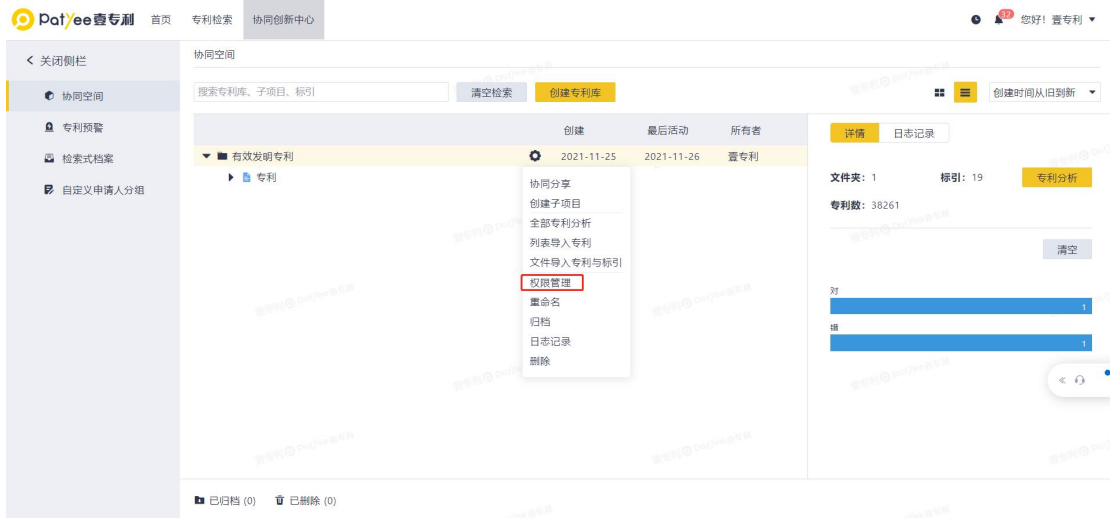 Patyee壹专利 首页 专利检索 协同创新中心 37 您好！壹专利
关闭侧栏
协同空间
专利预警
检索式档案
自定义申请人分组
协同空间
搜索专利库、子项目、标引 清空检索 创建专利库 创建时间从旧到新
创建 最后活动 所有者
有效发明专利 2021-11-25 2021-11-26 壹专利
专利
协同分享
创建子项目
全部专利分析
列表导入专利
文件导入专利与标引
权限管理
重命名
归档
日志记录
删除
详情 日志记录
文件夹：1 标引：19 专利分析
专利数：38261
清空
对
1
错
1
已归档 (0) 已删除 (0)